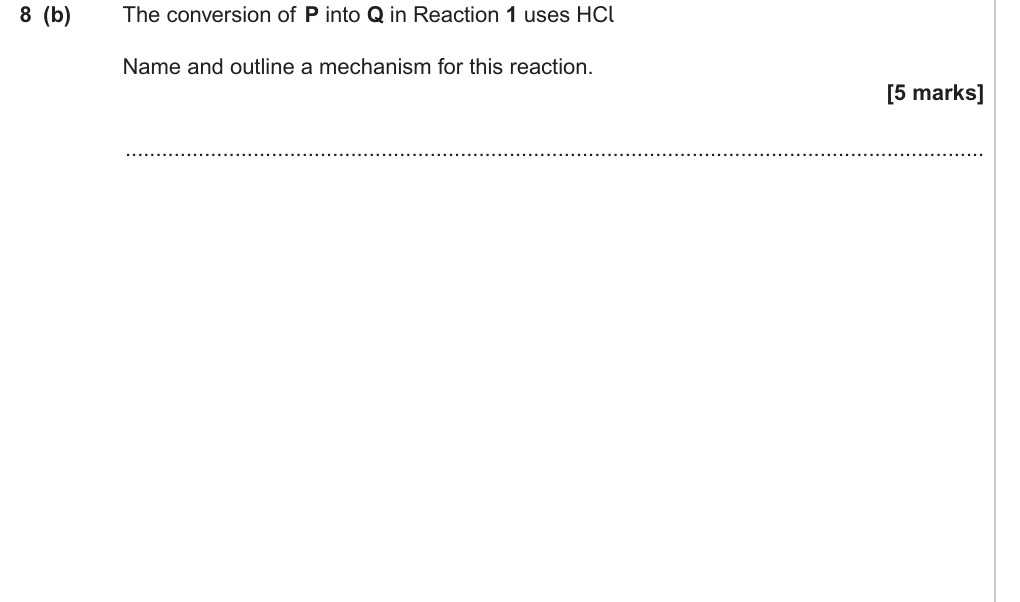 8 (b) The conversion of P into Q in Reaction 1 uses HCl
Name and outline a mechanism for this reaction.
[5 marks]